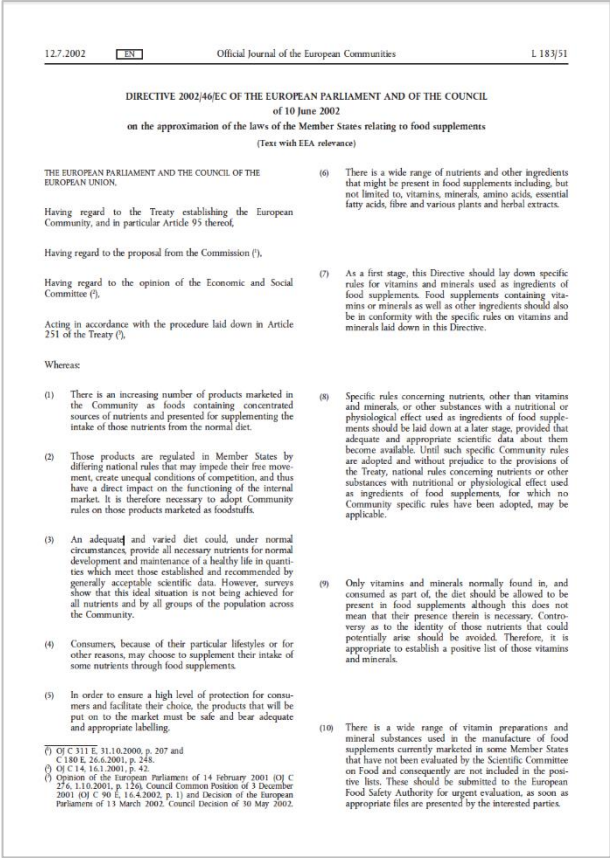 12.7.2002
EN
Official Journal of the European Communities
L 183/51
DIRECTIVE 2002/46/EC OF THE EUROPEAN PARLIAMENT AND OF THE COUNCIL
of 10 June 2002
on the approximation of the laws of the Member States relating to food supplements
(Text with EEA relevance)
THE EUROPEAN PARLIAMENT AND THE COUNCIL OF THE
EUROPEAN UNION,
Having regard to the Treaty establishing the European
Community, and in particular Article 95 thereof,
Having regard to the proposal from the Commission (¹),
Having regard to the opinion of the Economic and Social
Committee (²),
Acting in accordance with the procedure laid down in Article
251 of the Treaty (³),
Whereas:
(1) There is an increasing number of products marketed in
the Community as foods containing concentrated
sources of nutrients and presented for supplementing the
intake of those nutrients from the normal diet.
(2) Those products are regulated in Member States by
differing national rules that may impede their free move-
ment, create unequal conditions of competition, and thus
have a direct impact on the functioning of the internal
market. It is therefore necessary to adopt Community
rules on those products marketed as foodstuffs.
(3) An adequate and varied diet could, under normal
circumstances, provide all necessary nutrients for normal
development and maintenance of a healthy life in quanti-
ties which meet those established and recommended by
generally acceptable scientific data. However, surveys
show that this ideal situation is not being achieved for
all nutrients and by all groups of the population across
the Community.
(4) Consumers, because of their particular lifestyles or for
other reasons, may choose to supplement their intake of
some nutrients through food supplements.
(5) In order to ensure a high level of protection for consu-
mers and facilitate their choice, the products that will be
put on to the market must be safe and bear adequate
and appropriate labelling.
(¹) OJ C 311 E, 31.10.2000, p. 207 and
C 180 E, 26.6.2001, p. 248.
(²) OJ C 14, 16.1.2001, p. 42.
(³) Opinion of the European Parliament of 14 February 2001 (OJ C
276, 1.10.2001, p. 126), Council Common Position of 3 December
2001 (OJ C 90 E, 16.4.2002, p. 1) and Decision of the European
Parliament of 13 March 2002. Council Decision of 30 May 2002.
(6) There is a wide range of nutrients and other ingredients
that might be present in food supplements including, but
not limited to, vitamins, minerals, amino acids, essential
fatty acids, fibre and various plants and herbal extracts.
(7) As a first stage, this Directive should lay down specific
rules for vitamins and minerals used as ingredients of
food supplements. Food supplements containing vita-
mins or minerals as well as other ingredients should also
be in conformity with the specific rules on vitamins and
minerals laid down in this Directive.
(8) Specific rules concerning nutrients, other than vitamins
and minerals, or other substances with a nutritional or
physiological effect used as ingredients of food supple-
ments should be laid down at a later stage, provided that
adequate and appropriate scientific data about them
become available. Until such specific Community rules
are adopted and without prejudice to the provisions of
the Treaty, national rules concerning nutrients or other
substances with nutritional or physiological effect used
as ingredients of food supplements, for which no
Community specific rules have been adopted, may be
applicable.
(9) Only vitamins and minerals normally found in, and
consumed as part of, the diet should be allowed to be
present in food supplements although this does not
mean that their presence therein is necessary. Contro-
versy as to the identity of those nutrients that could
potentially arise should be avoided. Therefore, it is
appropriate to establish a positive list of those vitamins
and minerals.
(10) There is a wide range of vitamin preparations and
mineral substances used in the manufacture of food
supplements currently marketed in some Member States
that have not been evaluated by the Scientific Committee
on Food and consequently are not included in the posi-
tive lists. These should be submitted to the European
Food Safety Authority for urgent evaluation, as soon as
appropriate files are presented by the interested parties.